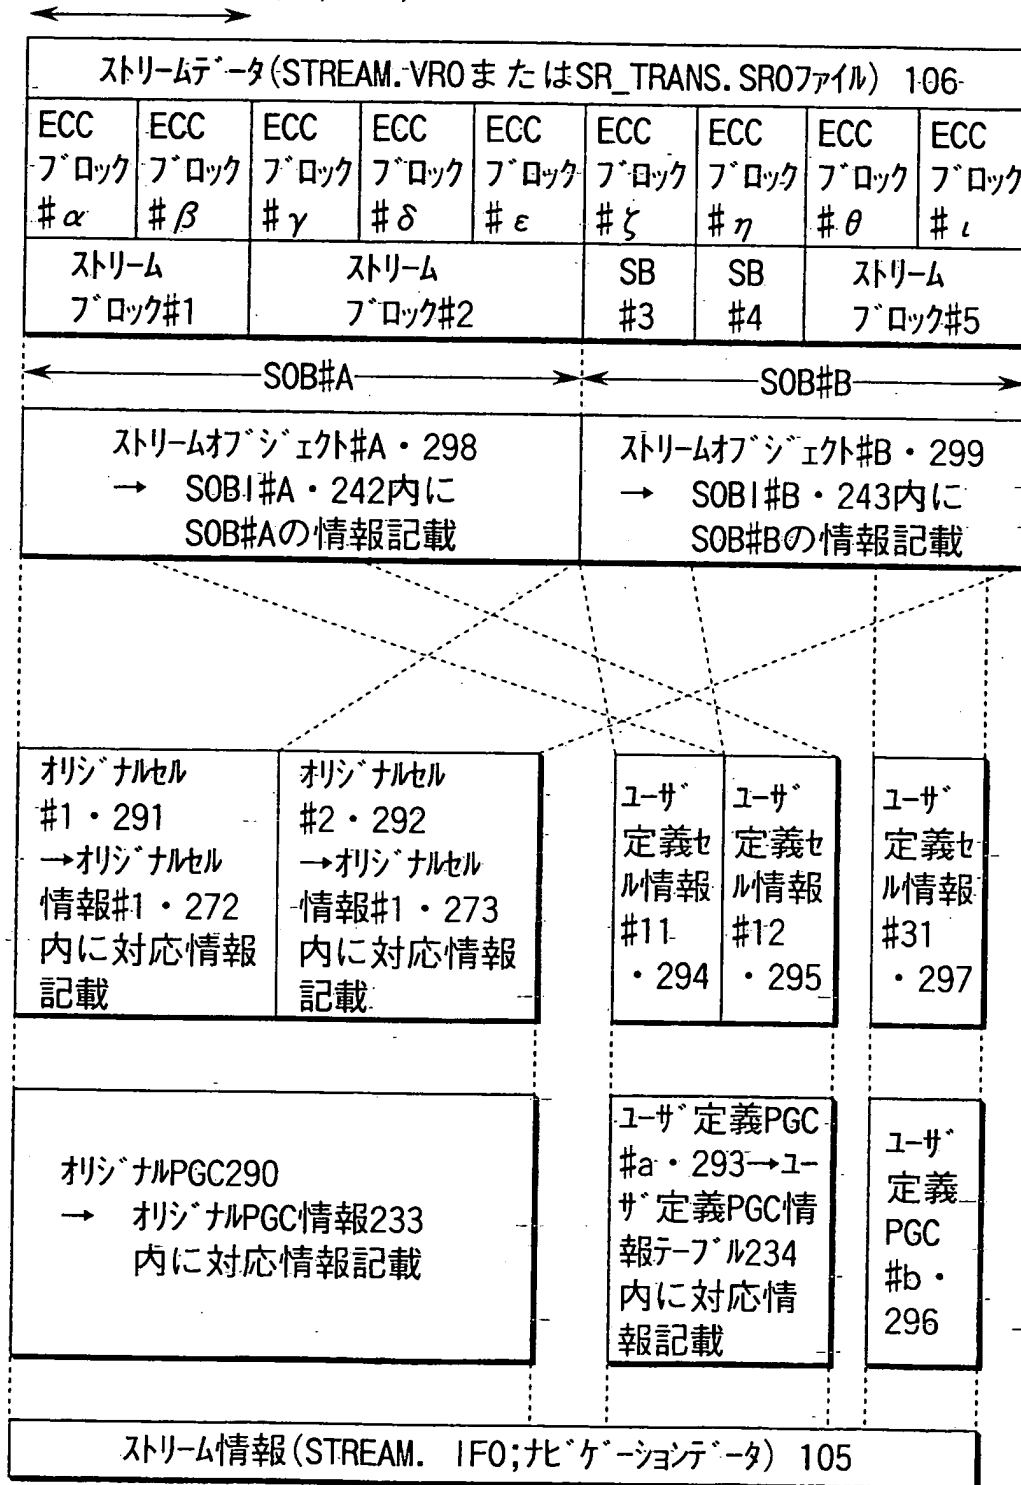 ストリームデータ(STREAM.VROまたはSR_TRANS.SROファイル) 106
ECC ECC ECC ECC ECC ECC ECC ECC ECC
ブロック ブロック ブロック ブロック ブロック ブロック ブロック ブロック ブロック
#α #β #γ #δ #ε #ζ #η #θ #ι
ストリーム ストリーム SB SB ストリーム
ブロック#1 ブロック#2 #3 #4 ブロック#5
SOB#A SOB#B
ストリームオブジェクト#A・298
→ SOBI#A・242内に
SOB#Aの情報記載
ストリームオブジェクト#B・299
→ SOBI#B・243内に
SOB#Bの情報記載
オリジナルセル
#1・291
→オリジナルセル
情報#1・272
内に対応情報
記載
オリジナルセル
#2・292
→オリジナルセル
情報#1・273
内に対応情報
記載
ユーザ
定義セ
ル情報
#11
・294
ユーザ
定義セ
ル情報
#12
・295
ユーザ
定義セ
ル情報
#31
・297
オリジナルPGC290
→ オリジナルPGC情報233
内に対応情報記載
ユーザ定義PGC
#a・293→ユー
ザ定義PGC情
報テーブル234
内に対応情
報記載
ユーザ
定義
PGC
#b・
296
ストリーム情報(STREAM. IFO;ナビゲーションデータ) 105